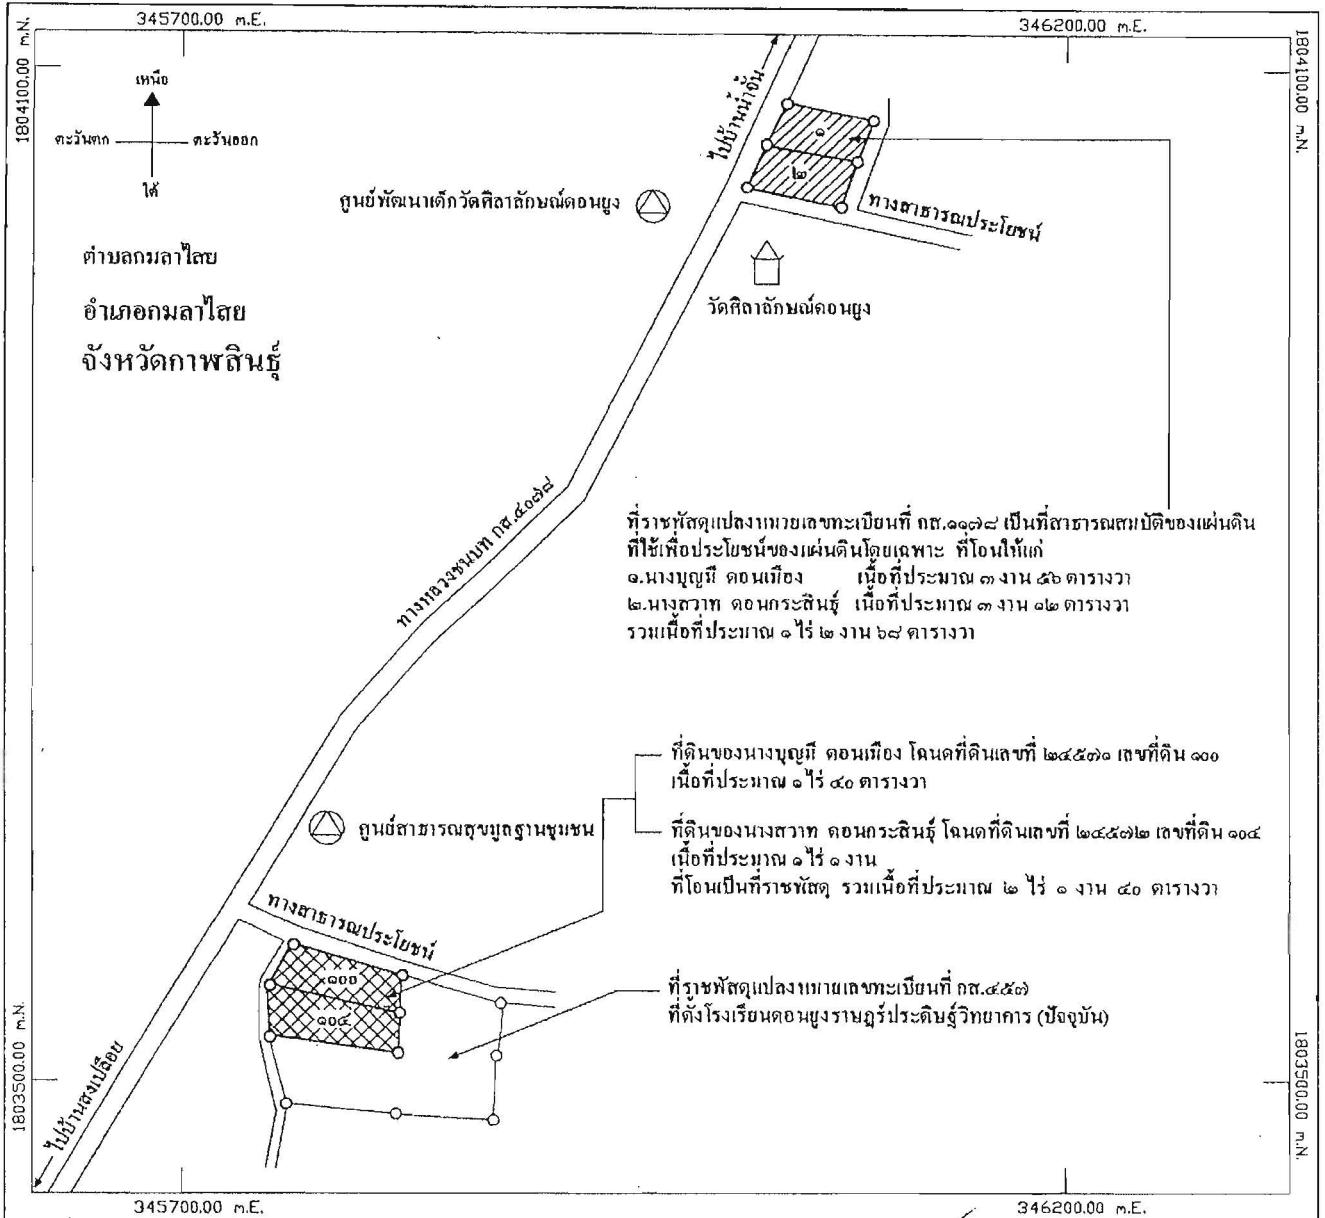 345700.00 m.E.
346200.00 m.E.
1804100.00 m.N.
1804100.00 m.N.
เหนือ
ตะวันตก
ตะวันออก
ใต้
ไปบ้านน้ำจั้น
๑
๒
ทางสาธารณประโยชน์
ศูนย์พัฒนาเด็กวัดศิลาลักษณ์ดอนยูง
วัดศิลาลักษณ์ดอนยูง
ตำบลกมลาไสย
อำเภอกมลาไสย
จังหวัดกาฬสินธุ์
ทางหลวงชนบท กส.๔๐๗๘
ที่ราชพัสดุแปลงหมายเลขทะเบียนที่ กส.๑๑๗๘ เป็นที่สาธารณสมบัติของแผ่นดิน
ที่ใช้เพื่อประโยชน์ของแผ่นดินโดยเฉพาะ ที่โอนให้แก่
๑.นางบุญมี ดอนเมือง เนื้อที่ประมาณ ๓ งาน ๕๖ ตารางวา
๒.นางสวาท ดอนกระสินธุ์ เนื้อที่ประมาณ ๓ งาน ๑๒ ตารางวา
รวมเนื้อที่ประมาณ ๑ ไร่ ๒ งาน ๖๘ ตารางวา
ที่ดินของนางบุญมี ดอนเมือง โฉนดที่ดินเลขที่ ๒๔๕๗๑ เลขที่ดิน ๑๐๐
เนื้อที่ประมาณ ๑ ไร่ ๔๐ ตารางวา
ที่ดินของนางสวาท ดอนกระสินธุ์ โฉนดที่ดินเลขที่ ๒๔๕๗๒ เลขที่ดิน ๑๐๔
เนื้อที่ประมาณ ๑ ไร่ ๑ งาน
ที่โอนเป็นที่ราชพัสดุ รวมเนื้อที่ประมาณ ๒ ไร่ ๑ งาน ๔๐ ตารางวา
ศูนย์สาธารณสุขมูลฐานชุมชน
ทางสาธารณประโยชน์
๑๐๐
๑๐๔
ที่ราชพัสดุแปลงหมายเลขทะเบียนที่ กส.๔๕๗
ที่ตั้งโรงเรียนดอนยูงราษฎร์ประดิษฐ์วิทยาการ (ปัจจุบัน)
ไปบ้านสงเปลือย
1803500.00 m.N.
1803500.00 m.N.
345700.00 m.E.
346200.00 m.E.